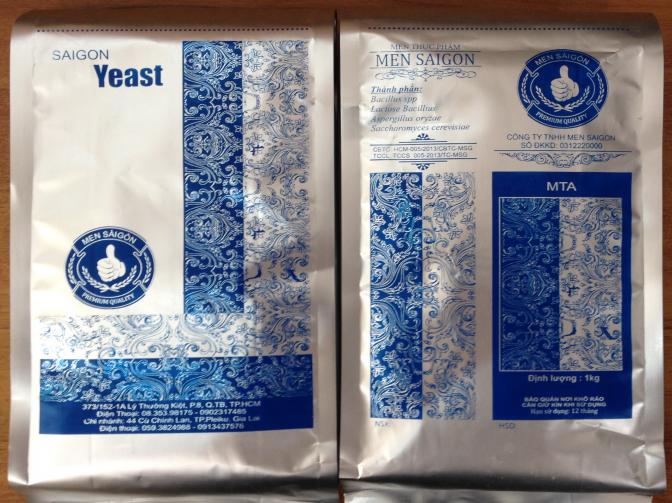 SAIGON
Yeast
MEN SÀIGÒN
PREMIUM QUALITY
373/152-1A Lý Thường Kiệt, P.8, Q.TB, TP.HCM
Điện Thoại: 08.353.98175 - 0902317485
Chi nhánh: 44 Cù Chính Lan, TP.Pleiku, Gia Lai
Điện thoại: 059.3824988 - 0913437576
MEN THỰC PHẨM
MEN SAIGON
Thành phần:
Bacillus spp
Lactose Bacillus
Aspergillus oryzae
Saccharomyces cerevisiae
CBTC: HCM-005/2013/CBTC-MSG
TCCL: TCCS 005-2013/TC-MSG
MEN SÀIGÒN
PREMIUM QUALITY
CÔNG TY TNHH MEN SAIGON
SỐ ĐKKD: 0312220000
MTA
Định lượng : 1kg
BẢO QUẢN NƠI KHÔ RÁO
CẦN GIỮ KÍN KHI SỬ DỤNG
Hạn sử dụng: 12 tháng
NSX:
HSD: